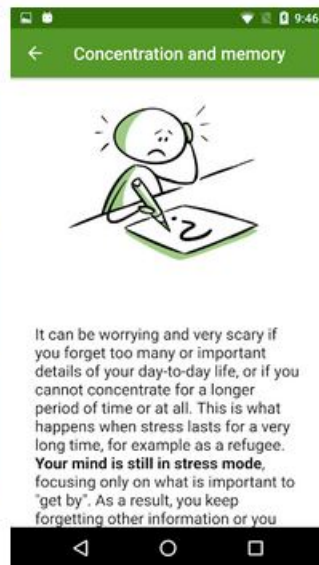 9:46
Concentration and memory
?
It can be worrying and very scary if
you forget too many or important
details of your day-to-day life, or if you
cannot concentrate for a longer
period of time or at all. This is what
happens when stress lasts for a very
long time, for example as a refugee.
Your mind is still in stress mode,
focusing only on what is important to
"get by". As a result, you keep
forgetting other information or you